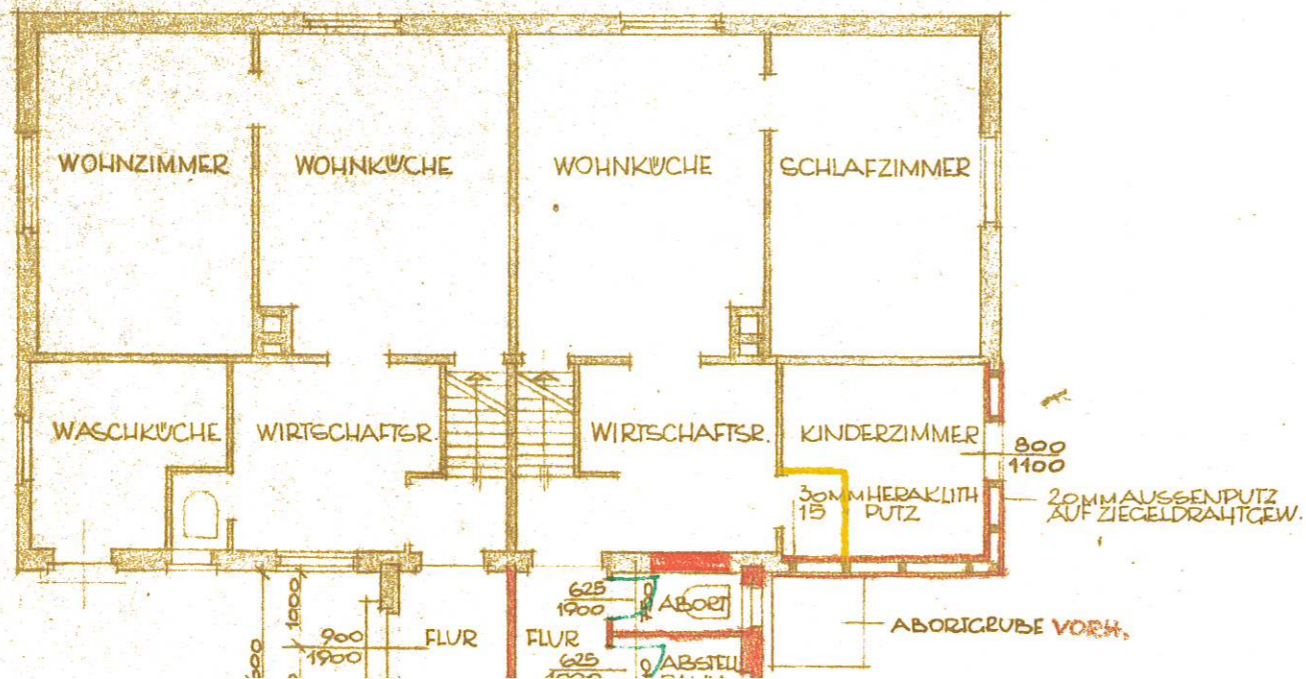 WOHNZIMMER
WOHNKÜCHE
WOHNKÜCHE
SCHLAFZIMMER
WASCHKÜCHE
WIRTSCHAFTSR.
WIRTSCHAFTSR.
KINDERZIMMER
800
1100
30MM HERAKLITH
15 PUTZ
20MM AUSSENPUTZ
AUF ZIEGELDRAHTGEW.
1000
900
1900
FLUR
FLUR
625
1900
ABORT
625
ABSTELL
ABORTGRUBE VORH.